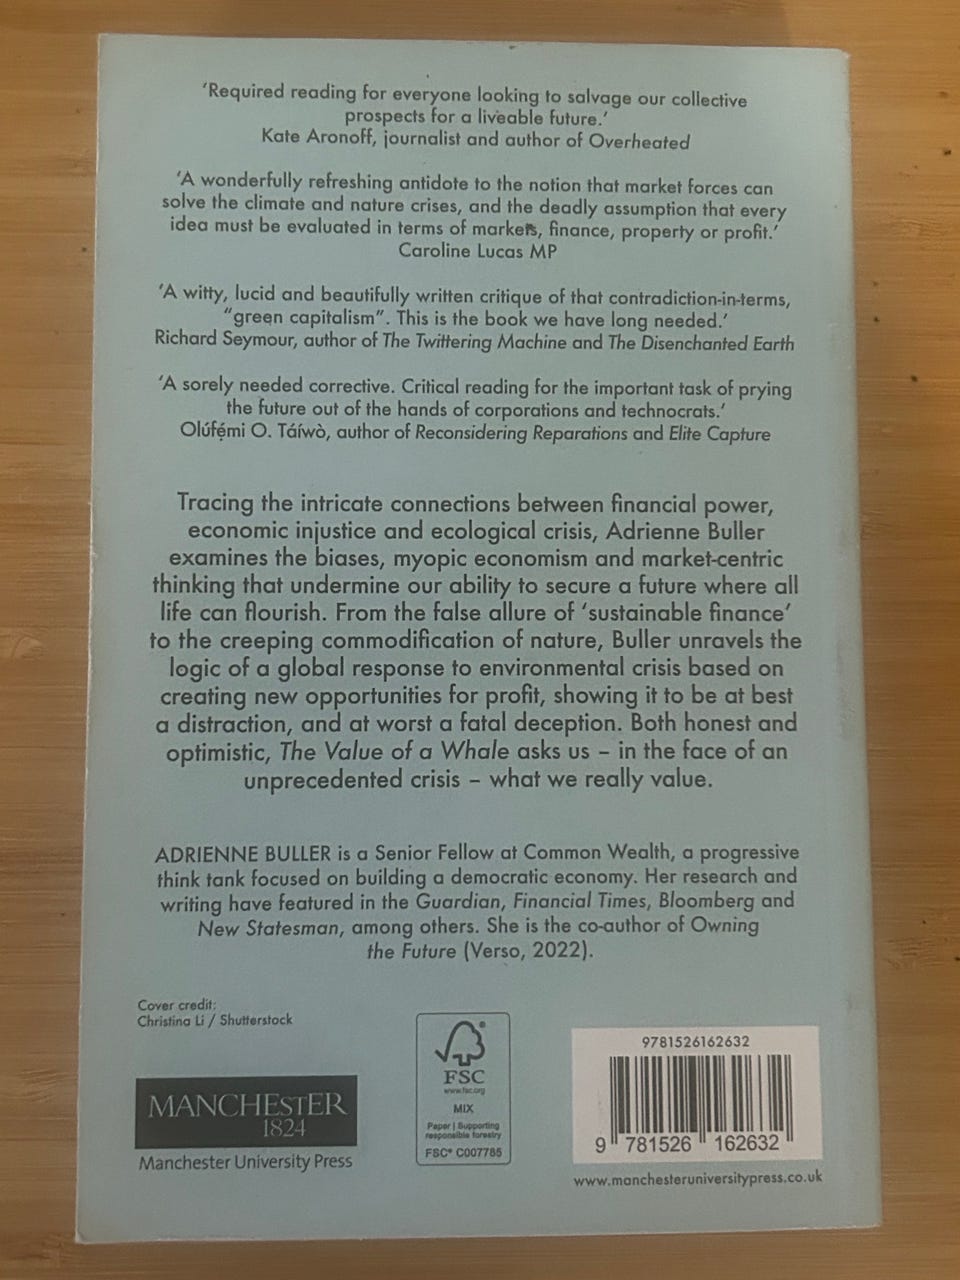 ‘Required reading for everyone looking to salvage our collective
prospects for a liveable future.’
Kate Aronoff, journalist and author of Overheated
‘A wonderfully refreshing antidote to the notion that market forces can
solve the climate and nature crises, and the deadly assumption that every
idea must be evaluated in terms of markets, finance, property or profit.’
Caroline Lucas MP
‘A witty, lucid and beautifully written critique of that contradiction-in-terms,
“green capitalism”. This is the book we have long needed.’
Richard Seymour, author of The Twittering Machine and The Disenchanted Earth
‘A sorely needed corrective. Critical reading for the important task of prying
the future out of the hands of corporations and technocrats.’
Olúfẹ́mi O. Táíwò, author of Reconsidering Reparations and Elite Capture
Tracing the intricate connections between financial power,
economic injustice and ecological crisis, Adrienne Buller
examines the biases, myopic economism and market-centric
thinking that undermine our ability to secure a future where all
life can flourish. From the false allure of ‘sustainable finance’
to the creeping commodification of nature, Buller unravels the
logic of a global response to environmental crisis based on
creating new opportunities for profit, showing it to be at best
a distraction, and at worst a fatal deception. Both honest and
optimistic, The Value of a Whale asks us – in the face of an
unprecedented crisis – what we really value.
ADRIENNE BULLER is a Senior Fellow at Common Wealth, a progressive
think tank focused on building a democratic economy. Her research and
writing have featured in the Guardian, Financial Times, Bloomberg and
New Statesman, among others. She is the co-author of Owning
the Future (Verso, 2022).
Cover credit:
Christina Li / Shutterstock
MANCHESTER
1824
Manchester University Press
®
FSC
www.fsc.org
MIX
Paper | Supporting
responsible forestry
FSC® C007785
9781526162632
9 781526 162632
www.manchesteruniversitypress.co.uk